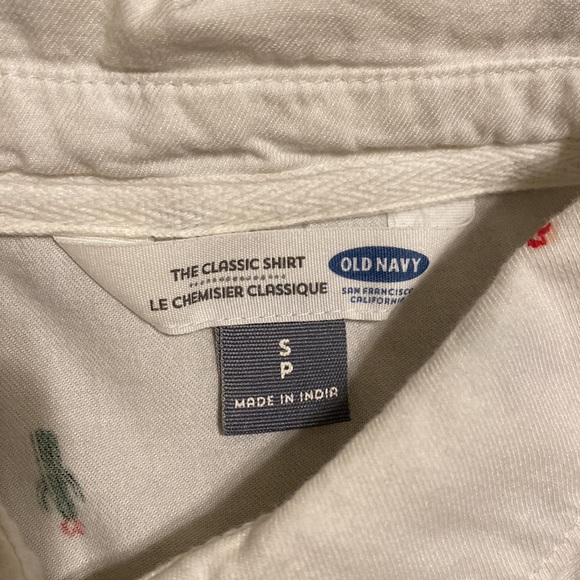 THE CLASSIC SHIRT
LE CHEMISIER CLASSIQUE
OLD NAVY
SAN FRANCISCO
CALIFORNIA
S
P
MADE IN INDIA